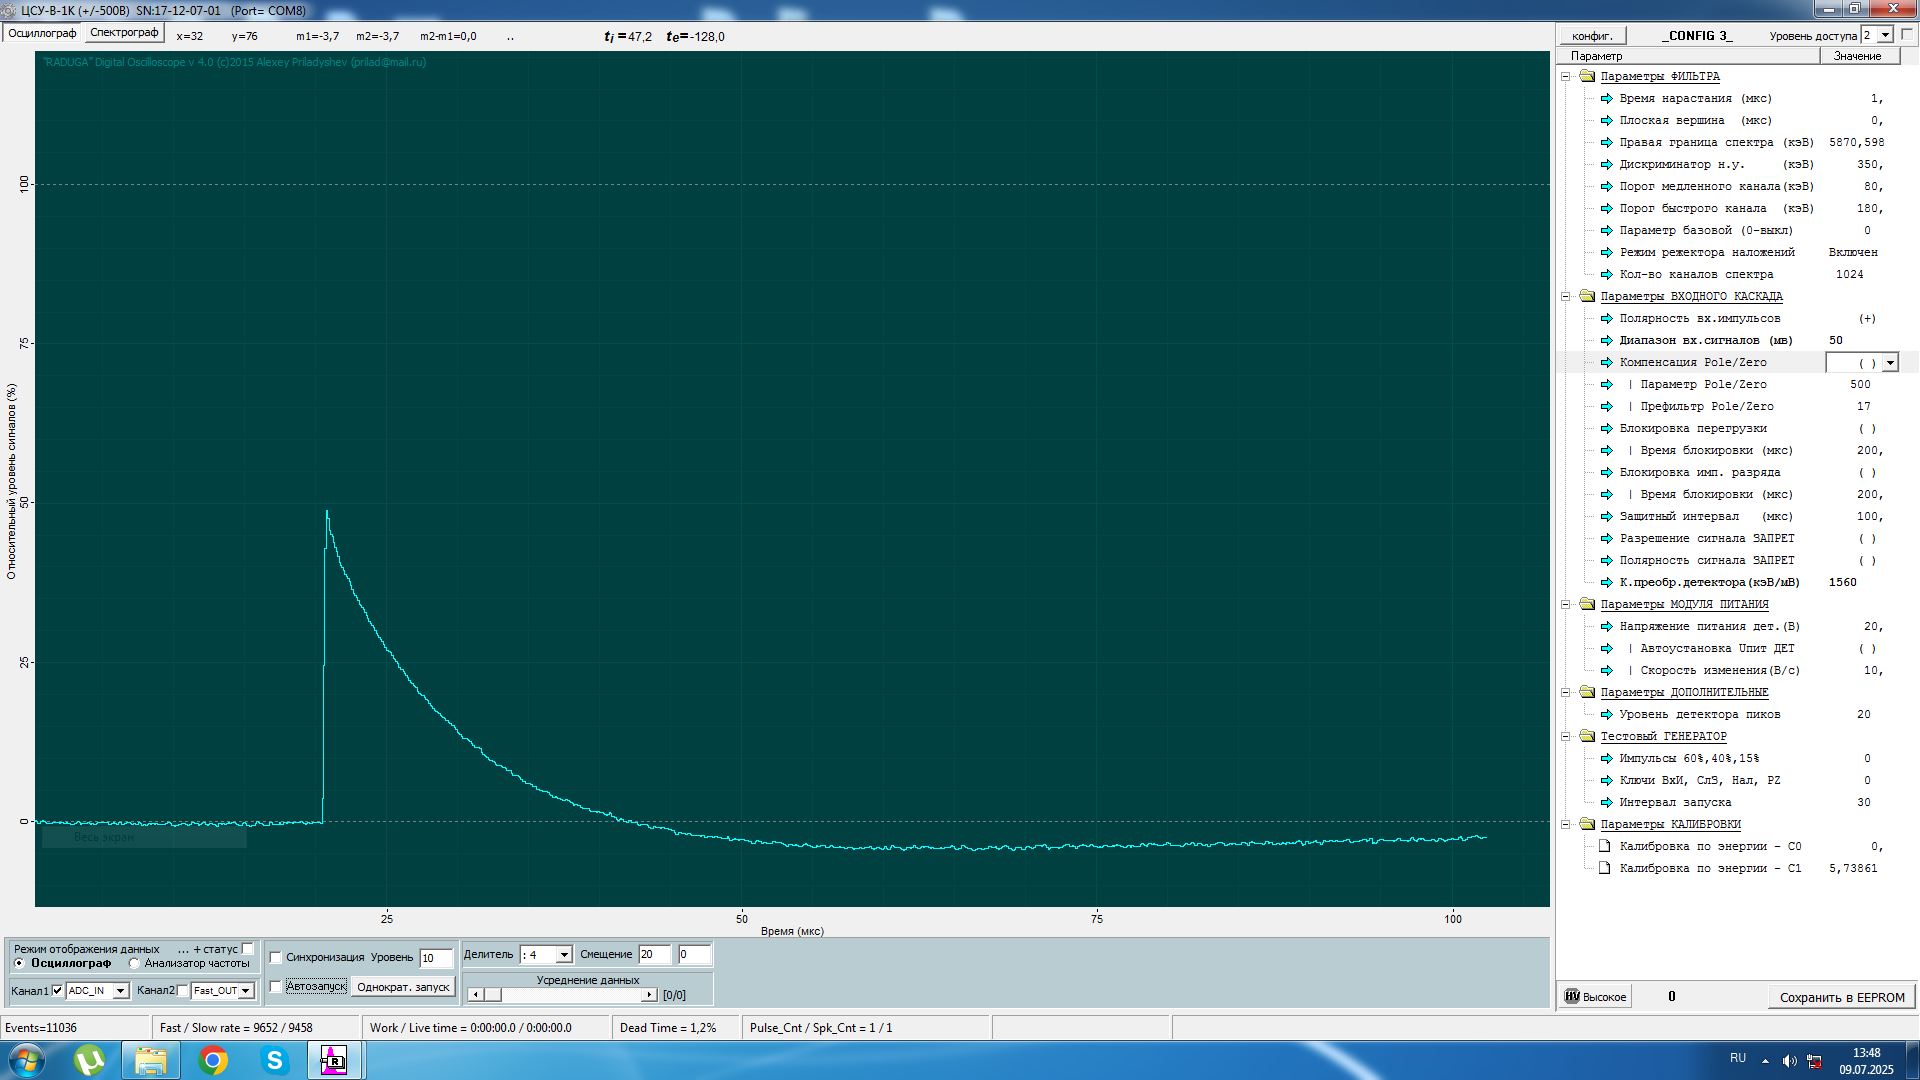 ЦСУ-В-1К (+/-500В) SN:17-12-07-01 (Port= COM8)
Осциллограф Спектрограф x=32 y=76 m1=-3,7 m2=-3,7 m2-m1=0,0 .. ti =47,2 te=-128,0
"RADUGA" Digital Oscilloscope v 4.0 (c)2015 Alexey Priladyshev (prilad@mail.ru)
Относительный уровень сигналов (%)
100
75
50
25
0
Весь экран
25 50 75 100
Время (мкс)
конфиг. _CONFIG 3_ Уровень доступа 2
Параметр Значение
Параметры ФИЛЬТРА
Время нарастания (мкс) 1,
Плоская вершина (мкс) 0,
Правая граница спектра (кэВ) 5870,598
Дискриминатор н.у. (кэВ) 350,
Порог медленного канала(кэВ) 80,
Порог быстрого канала (кэВ) 180,
Параметр базовой (0-выкл) 0
Режим режектора наложений Включен
Кол-во каналов спектра 1024
Параметры ВХОДНОГО КАСКАДА
Полярность вх.импульсов (+)
Диапазон вх.сигналов (мв) 50
Компенсация Pole/Zero ( )
| Параметр Pole/Zero 500
| Префильтр Pole/Zero 17
Блокировка перегрузки ( )
| Время блокировки (мкс) 200,
Блокировка имп. разряда ( )
| Время блокировки (мкс) 200,
Защитный интервал (мкс) 100,
Разрешение сигнала ЗАПРЕТ ( )
Полярность сигнала ЗАПРЕТ ( )
К.преобр.детектора(кэВ/мВ) 1560
Параметры МОДУЛЯ ПИТАНИЯ
Напряжение питания дет.(В) 20,
| Автоустановка Uпит ДЕТ ( )
| Скорость изменения(В/с) 10,
Параметры ДОПОЛНИТЕЛЬНЫЕ
Уровень детектора пиков 20
Тестовый ГЕНЕРАТОР
Импульсы 60%,40%,15% 0
Ключи ВхИ, СлЗ, Нал, PZ 0
Интервал запуска 30
Параметры КАЛИБРОВКИ
Калибровка по энергии - C0 0,
Калибровка по энергии - C1 5,73861
HV Высокое 0 Сохранить в EEPROM
Режим отображения данных ... + статус
Осциллограф Анализатор частоты
Канал1 ADC_IN Канал2 Fast_OUT
Синхронизация Уровень 10
Автозапуск Однократ. запуск
Делитель : 4 Смещение 20 0
Усреднение данных
[0/0]
Events=11036 Fast / Slow rate = 9652 / 9458 Work / Live time = 0:00:00.0 / 0:00:00.0 Dead Time = 1,2% Pulse_Cnt / Spk_Cnt = 1 / 1
RU 13:48
09.07.2025